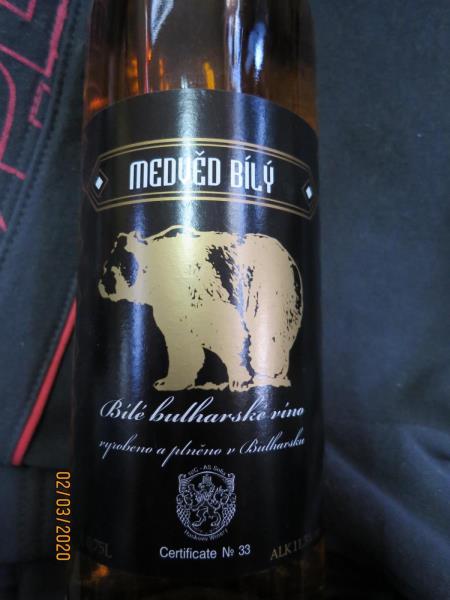 MEDVĚD BÍLÝ
Bílé bulharské víno
vyrobeno a plněno v Bulharsku
Certificate № 33
02/03/2020